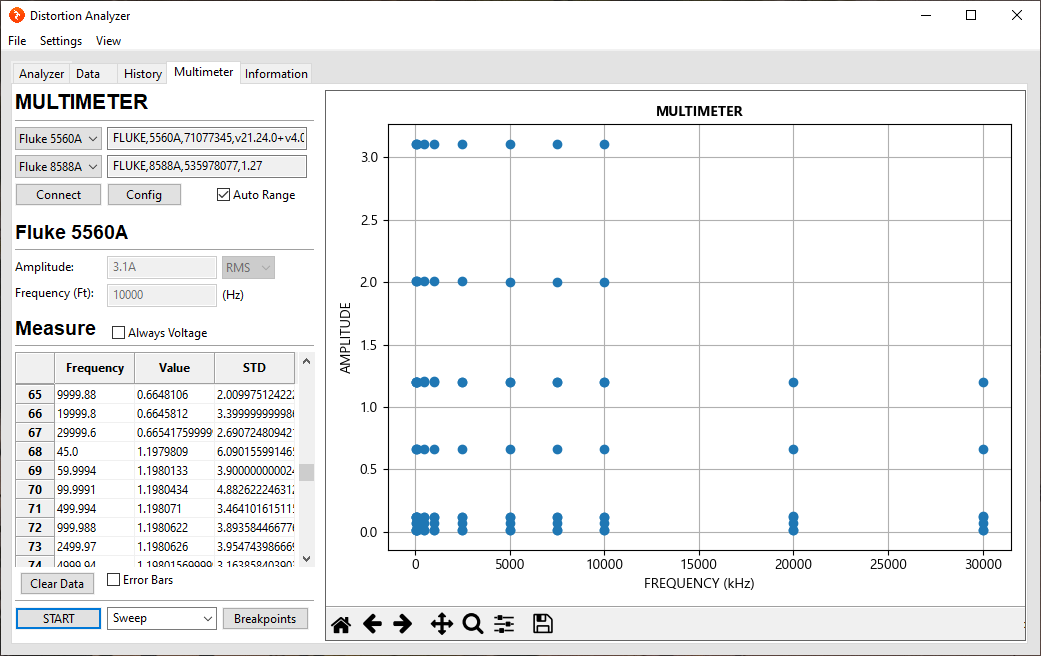 Distortion Analyzer
File Settings View
Analyzer Data History Multimeter Information
MULTIMETER
Fluke 5560A FLUKE,5560A,71077345,v21.24.0+v4.0
Fluke 8588A FLUKE,8588A,535978077,1.27
Connect Config Auto Range
Fluke 5560A
Amplitude: 3.1A RMS
Frequency (Ft): 10000 (Hz)
Measure Always Voltage
Frequency Value STD
65 9999.88 0.6648106 2.009975124222
66 19999.8 0.6645812 3.39999999998
67 29999.6 0.66541759999 2.69072480942
68 45.0 1.1979809 6.09015599146
69 59.9994 1.1980133 3.90000000002
70 99.9991 1.1980434 4.88262224631
71 499.994 1.198071 3.46410161511
72 999.988 1.1980622 3.89358446677
73 2499.97 1.1980626 3.95474398666
74 4999.94 1.19801569999 3.16385840390
Clear Data Error Bars
START Sweep Breakpoints
MULTIMETER
AMPLITUDE
3.0
2.5
2.0
1.5
1.0
0.5
0.0
0 5000 10000 15000 20000 25000 30000
FREQUENCY (kHz)